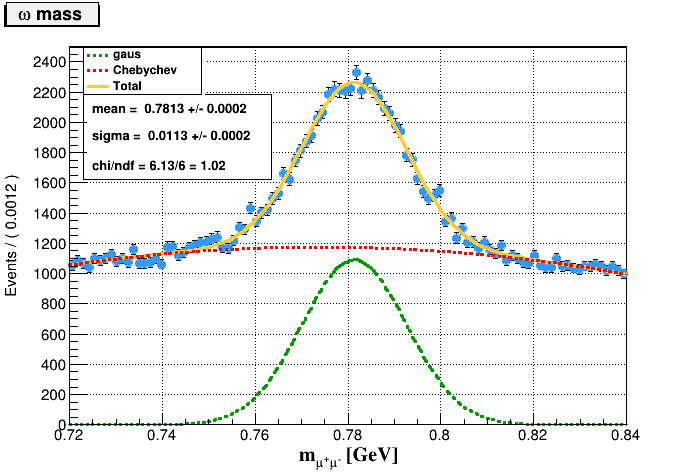 ω mass
gaus
Chebychev
Total
mean = 0.7813 +/- 0.0002
sigma = 0.0113 +/- 0.0002
chi/ndf = 6.13/6 = 1.02
Events / ( 0.0012 )
2400
2200
2000
1800
1600
1400
1200
1000
800
600
400
200
0
0.72 0.74 0.76 0.78 0.8 0.82 0.84
m_{μ⁺μ⁻} [GeV]